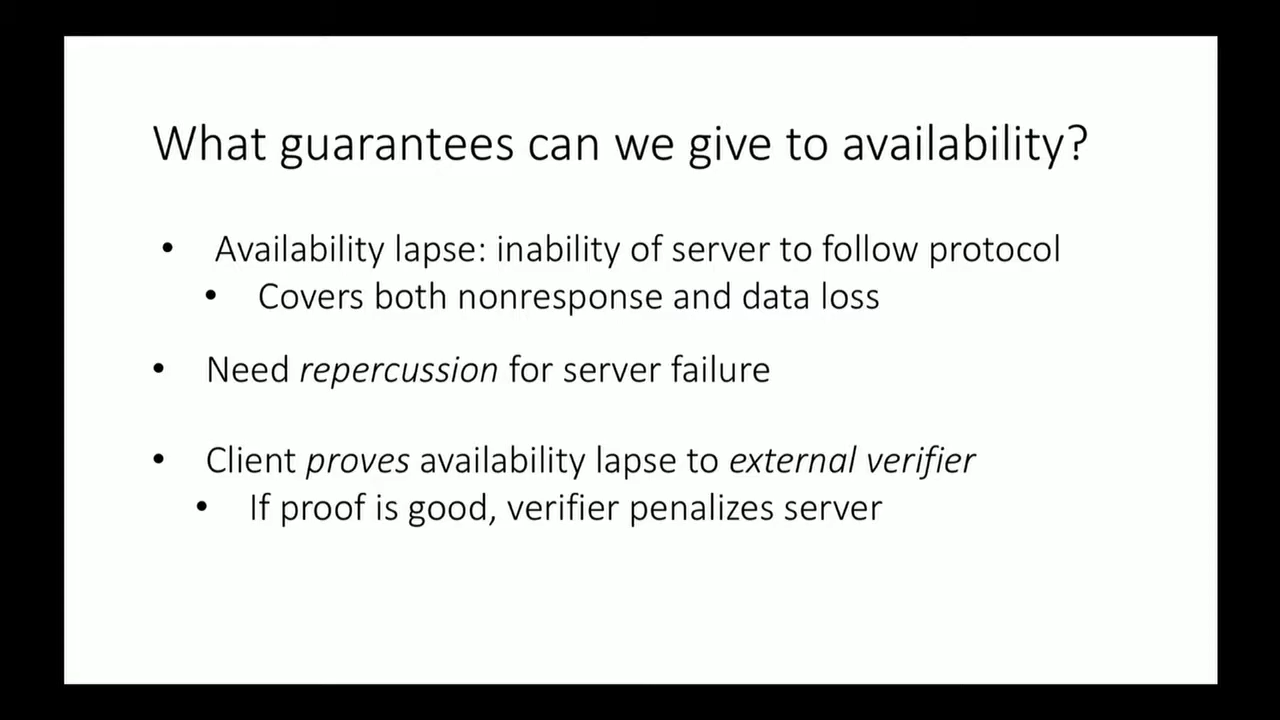 What guarantees can we give to availability?
• Availability lapse: inability of server to follow protocol
• Covers both nonresponse and data loss
• Need repercussion for server failure
• Client proves availability lapse to external verifier
• If proof is good, verifier penalizes server